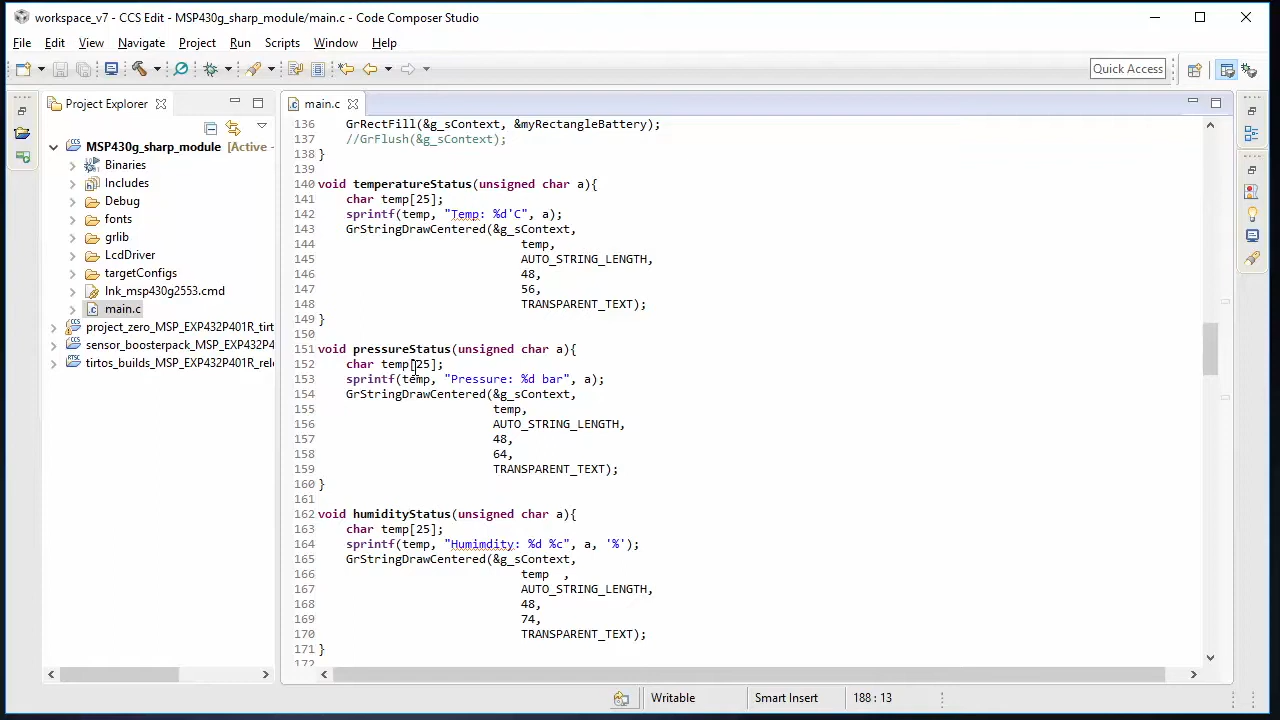 workspace_v7 - CCS Edit - MSP430g_sharp_module/main.c - Code Composer Studio
File Edit View Navigate Project Run Scripts Window Help
Quick Access
Project Explorer
MSP430g_sharp_module [Active -
Binaries
Includes
Debug
fonts
grlib
LcdDriver
targetConfigs
lnk_msp430g2553.cmd
main.c
project_zero_MSP_EXP432P401R_tirt
sensor_boosterpack_MSP_EXP432P4
tirtos_builds_MSP_EXP432P401R_rele
main.c
136 GrRectFill(&g_sContext, &myRectangleBattery);
137 //GrFlush(&g_sContext);
138 }
139
140 void temperatureStatus(unsigned char a){
141 char temp[25];
142 sprintf(temp, "Temp: %d'C", a);
143 GrStringDrawCentered(&g_sContext,
144 temp,
145 AUTO_STRING_LENGTH,
146 48,
147 56,
148 TRANSPARENT_TEXT);
149 }
150
151 void pressureStatus(unsigned char a){
152 char temp[25];
153 sprintf(temp, "Pressure: %d bar", a);
154 GrStringDrawCentered(&g_sContext,
155 temp,
156 AUTO_STRING_LENGTH,
157 48,
158 64,
159 TRANSPARENT_TEXT);
160 }
161
162 void humidityStatus(unsigned char a){
163 char temp[25];
164 sprintf(temp, "Humimdity: %d %c", a, '%');
165 GrStringDrawCentered(&g_sContext,
166 temp ,
167 AUTO_STRING_LENGTH,
168 48,
169 74,
170 TRANSPARENT_TEXT);
171 }
172
Writable Smart Insert 188 : 13